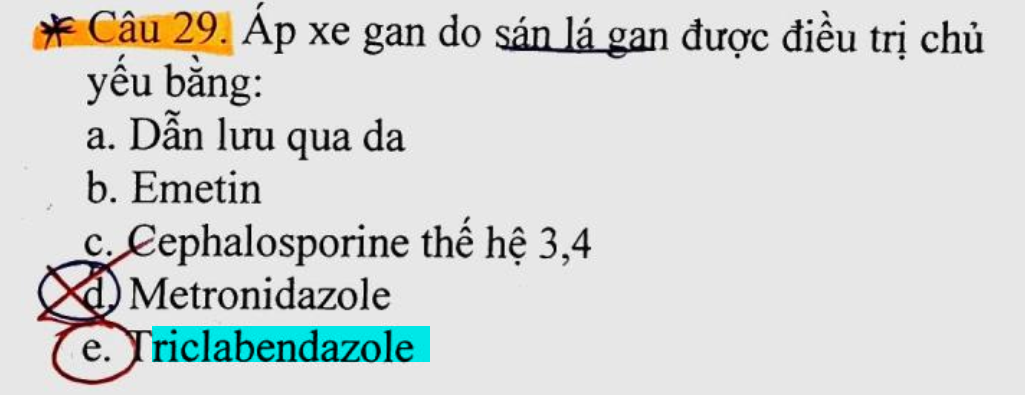 * Câu 29. Áp xe gan do sán lá gan được điều trị chủ
yếu bằng:
a. Dẫn lưu qua da
b. Emetin
c. Cephalosporine thế hệ 3,4
d. Metronidazole
e. Triclabendazole